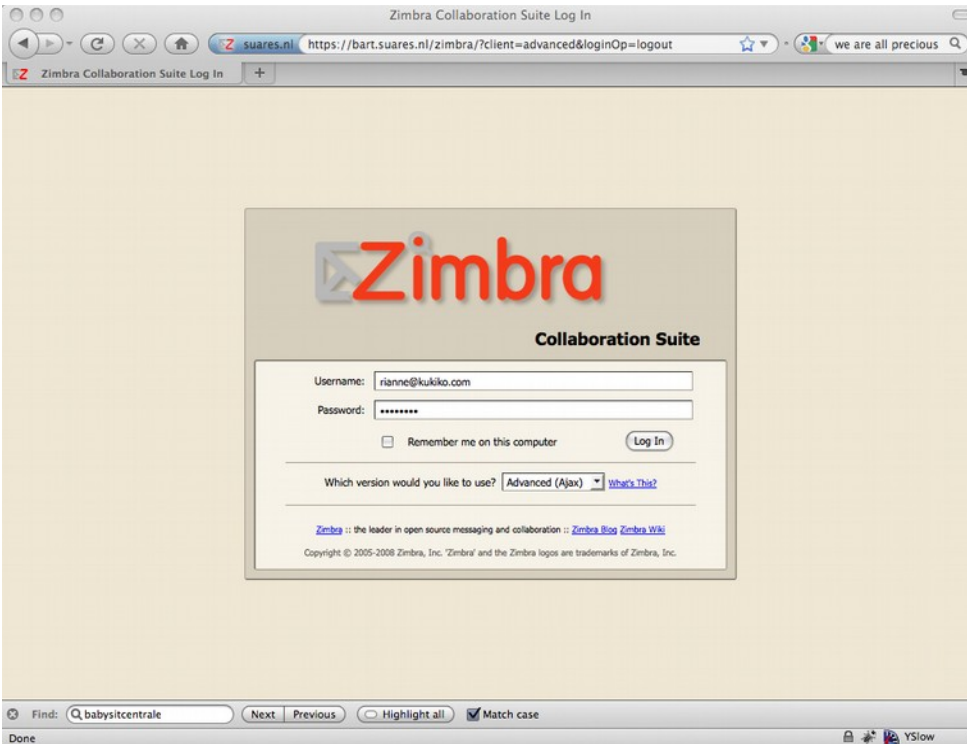 Zimbra Collaboration Suite Log In
Z suares.nl https://bart.suares.nl/zimbra/?client=advanced&loginOp=logout we are all precious
Z Zimbra Collaboration Suite Log In +
Zimbra
Collaboration Suite
Username: rianne@kukiko.com
Password: ••••••••
Remember me on this computer Log In
Which version would you like to use? Advanced (Ajax) What's This?
Zimbra :: the leader in open source messaging and collaboration :: Zimbra Blog Zimbra Wiki
Copyright © 2005-2008 Zimbra, Inc. 'Zimbra' and the Zimbra logos are trademarks of Zimbra, Inc.
Find: babysitcentrale Next Previous Highlight all Match case
Done YSlow